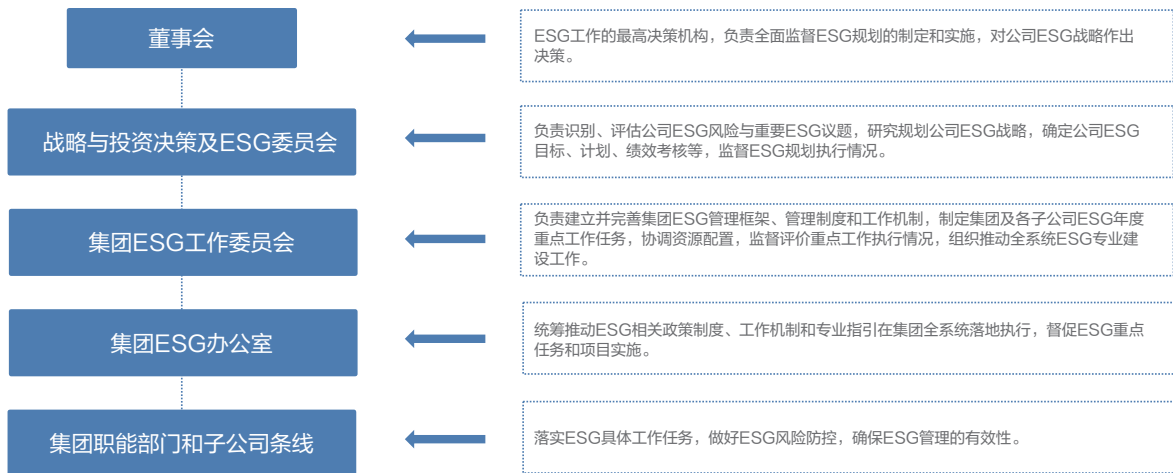 董事会
ESG工作的最高决策机构，负责全面监督ESG规划的制定和实施，对公司ESG战略作出
决策。
战略与投资决策及ESG委员会
负责识别、评估公司ESG风险与重要ESG议题，研究规划公司ESG战略，确定公司ESG
目标、计划、绩效考核等，监督ESG规划执行情况。
集团ESG工作委员会
负责建立并完善集团ESG管理框架、管理制度和工作机制，制定集团及各子公司ESG年度
重点工作任务，协调资源配置，监督评价重点工作执行情况，组织推动全系统ESG专业建
设工作。
集团ESG办公室
统筹推动ESG相关政策制度、工作机制和专业指引在集团全系统落地执行，督促ESG重点
任务和项目实施。
集团职能部门和子公司条线
落实ESG具体工作任务，做好ESG风险防控，确保ESG管理的有效性。